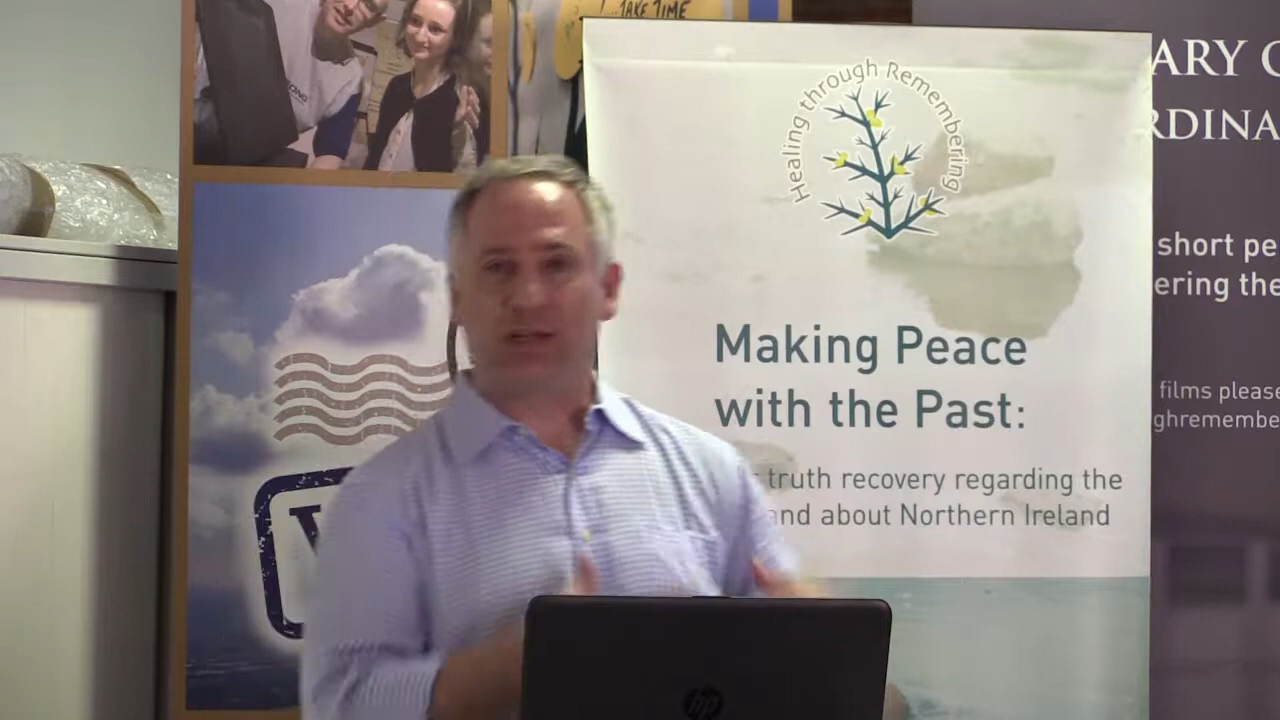 ...TAKE TIME
Healing through Remembering
Making Peace
with the Past:
truth recovery regarding the
and about Northern Ireland
ARY C
RDINA
short pe
ering the
films please
ghremembe
hp